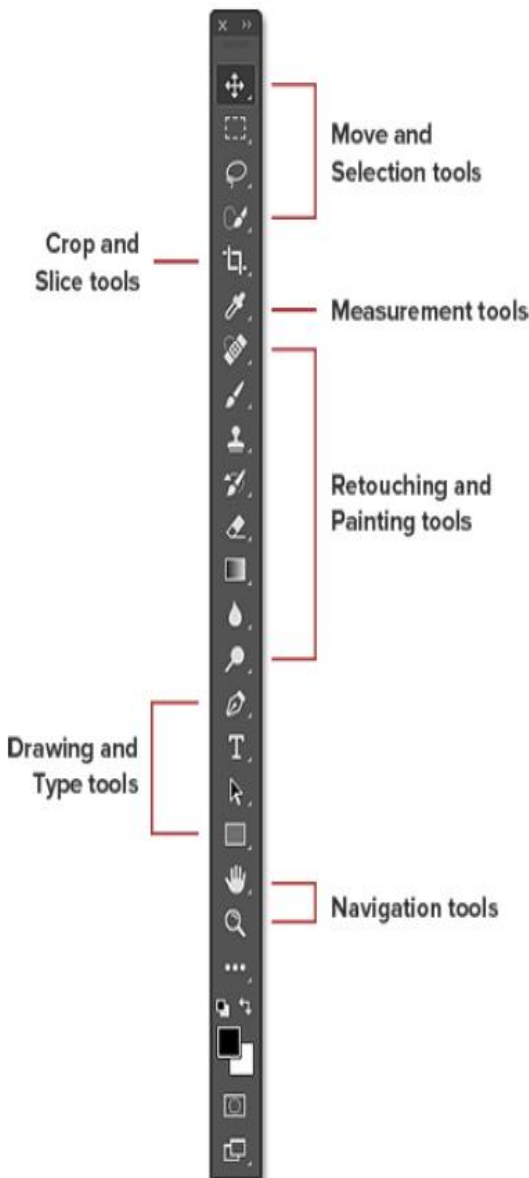 Move and
Selection tools
Crop and
Slice tools
Measurement tools
Retouching and
Painting tools
Drawing and
Type tools
Navigation tools